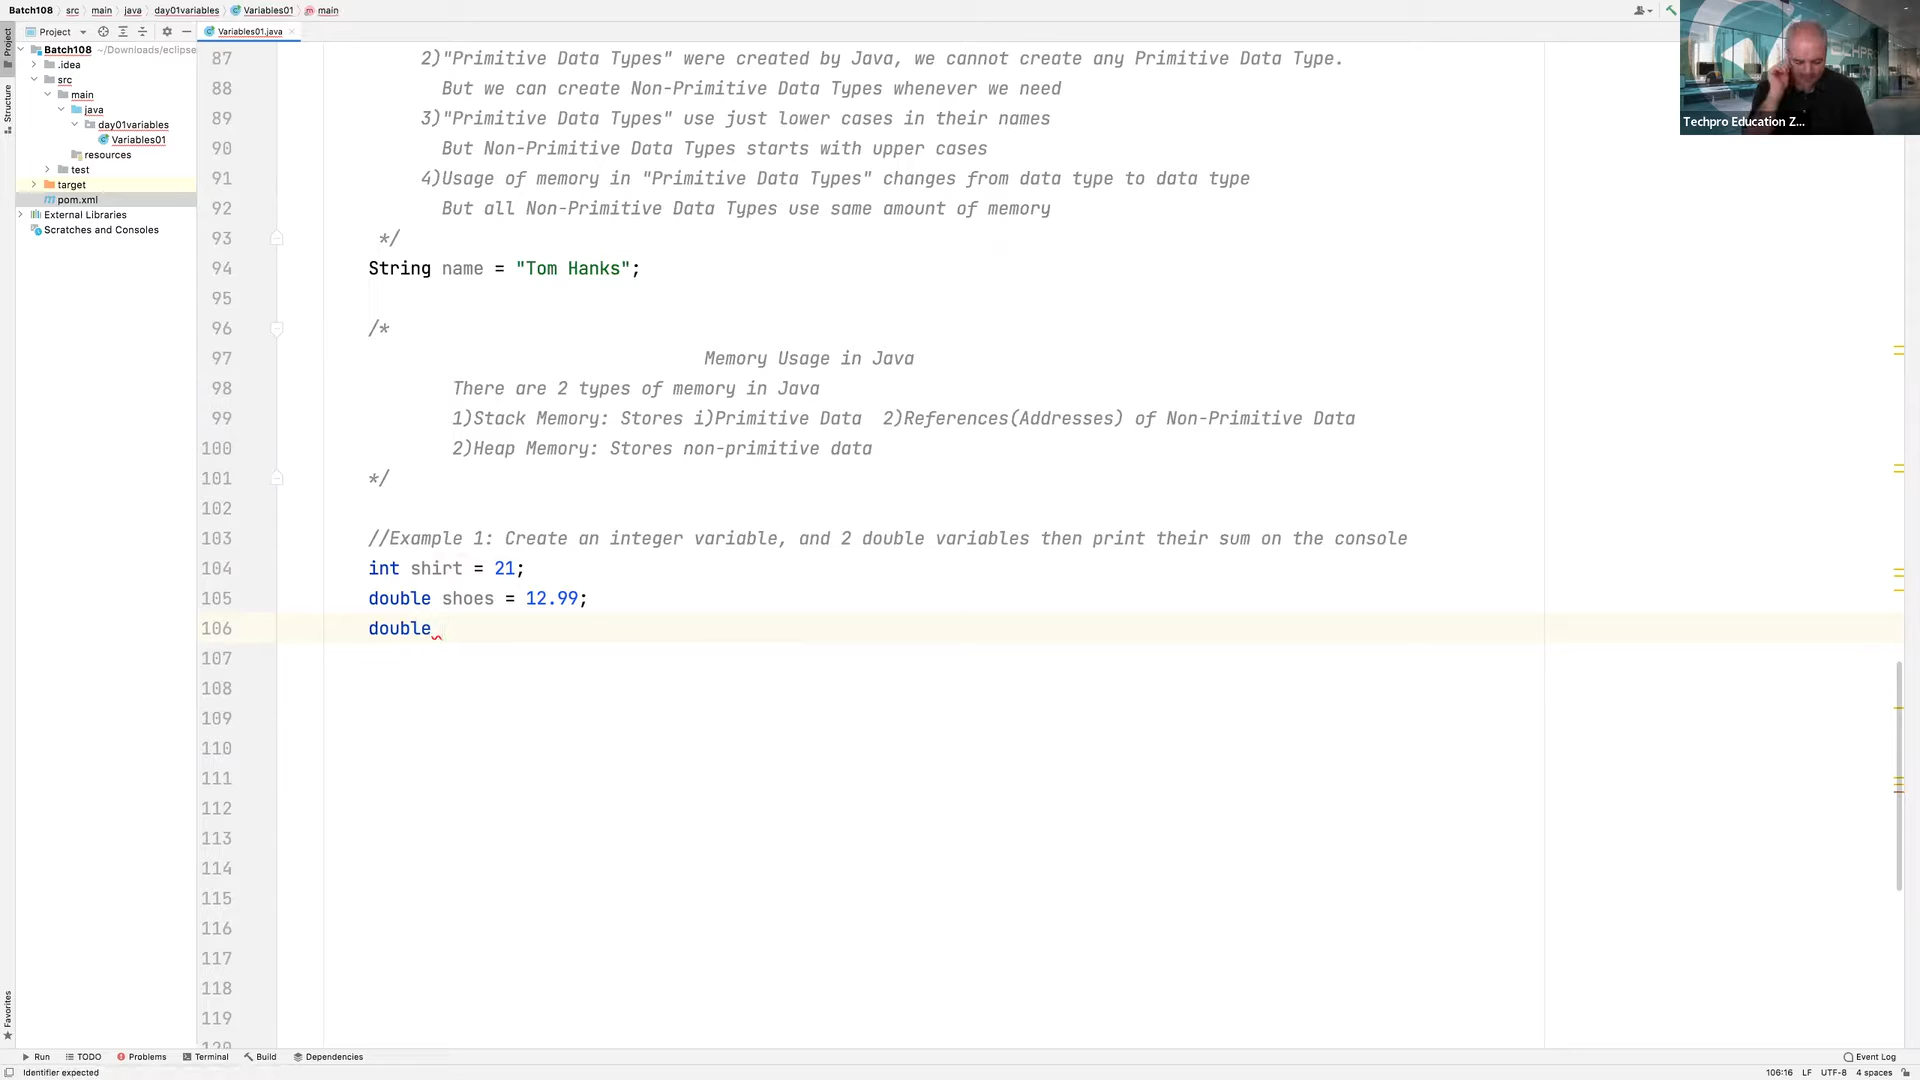 Batch108 src main java day01variables Variables01 main
Project
Variables01.java
Batch108 ~/Downloads/eclipse
.idea
src
main
java
day01variables
Variables01
resources
test
target
pom.xml
External Libraries
Scratches and Consoles
Project
Structure
Favorites
87 2)"Primitive Data Types" were created by Java, we cannot create any Primitive Data Type.
88 But we can create Non-Primitive Data Types whenever we need
89 3)"Primitive Data Types" use just lower cases in their names
90 But Non-Primitive Data Types starts with upper cases
91 4)Usage of memory in "Primitive Data Types" changes from data type to data type
92 But all Non-Primitive Data Types use same amount of memory
93 */
94 String name = "Tom Hanks";
95
96 /*
97 Memory Usage in Java
98 There are 2 types of memory in Java
99 1)Stack Memory: Stores i)Primitive Data 2)References(Addresses) of Non-Primitive Data
100 2)Heap Memory: Stores non-primitive data
101 */
102
103 //Example 1: Create an integer variable, and 2 double variables then print their sum on the console
104 int shirt = 21;
105 double shoes = 12.99;
106 double
107
108
109
110
111
112
113
114
115
116
117
118
119
120
Techpro Education Z...
Run TODO Problems Terminal Build Dependencies Event Log
Identifier expected 106:16 LF UTF-8 4 spaces